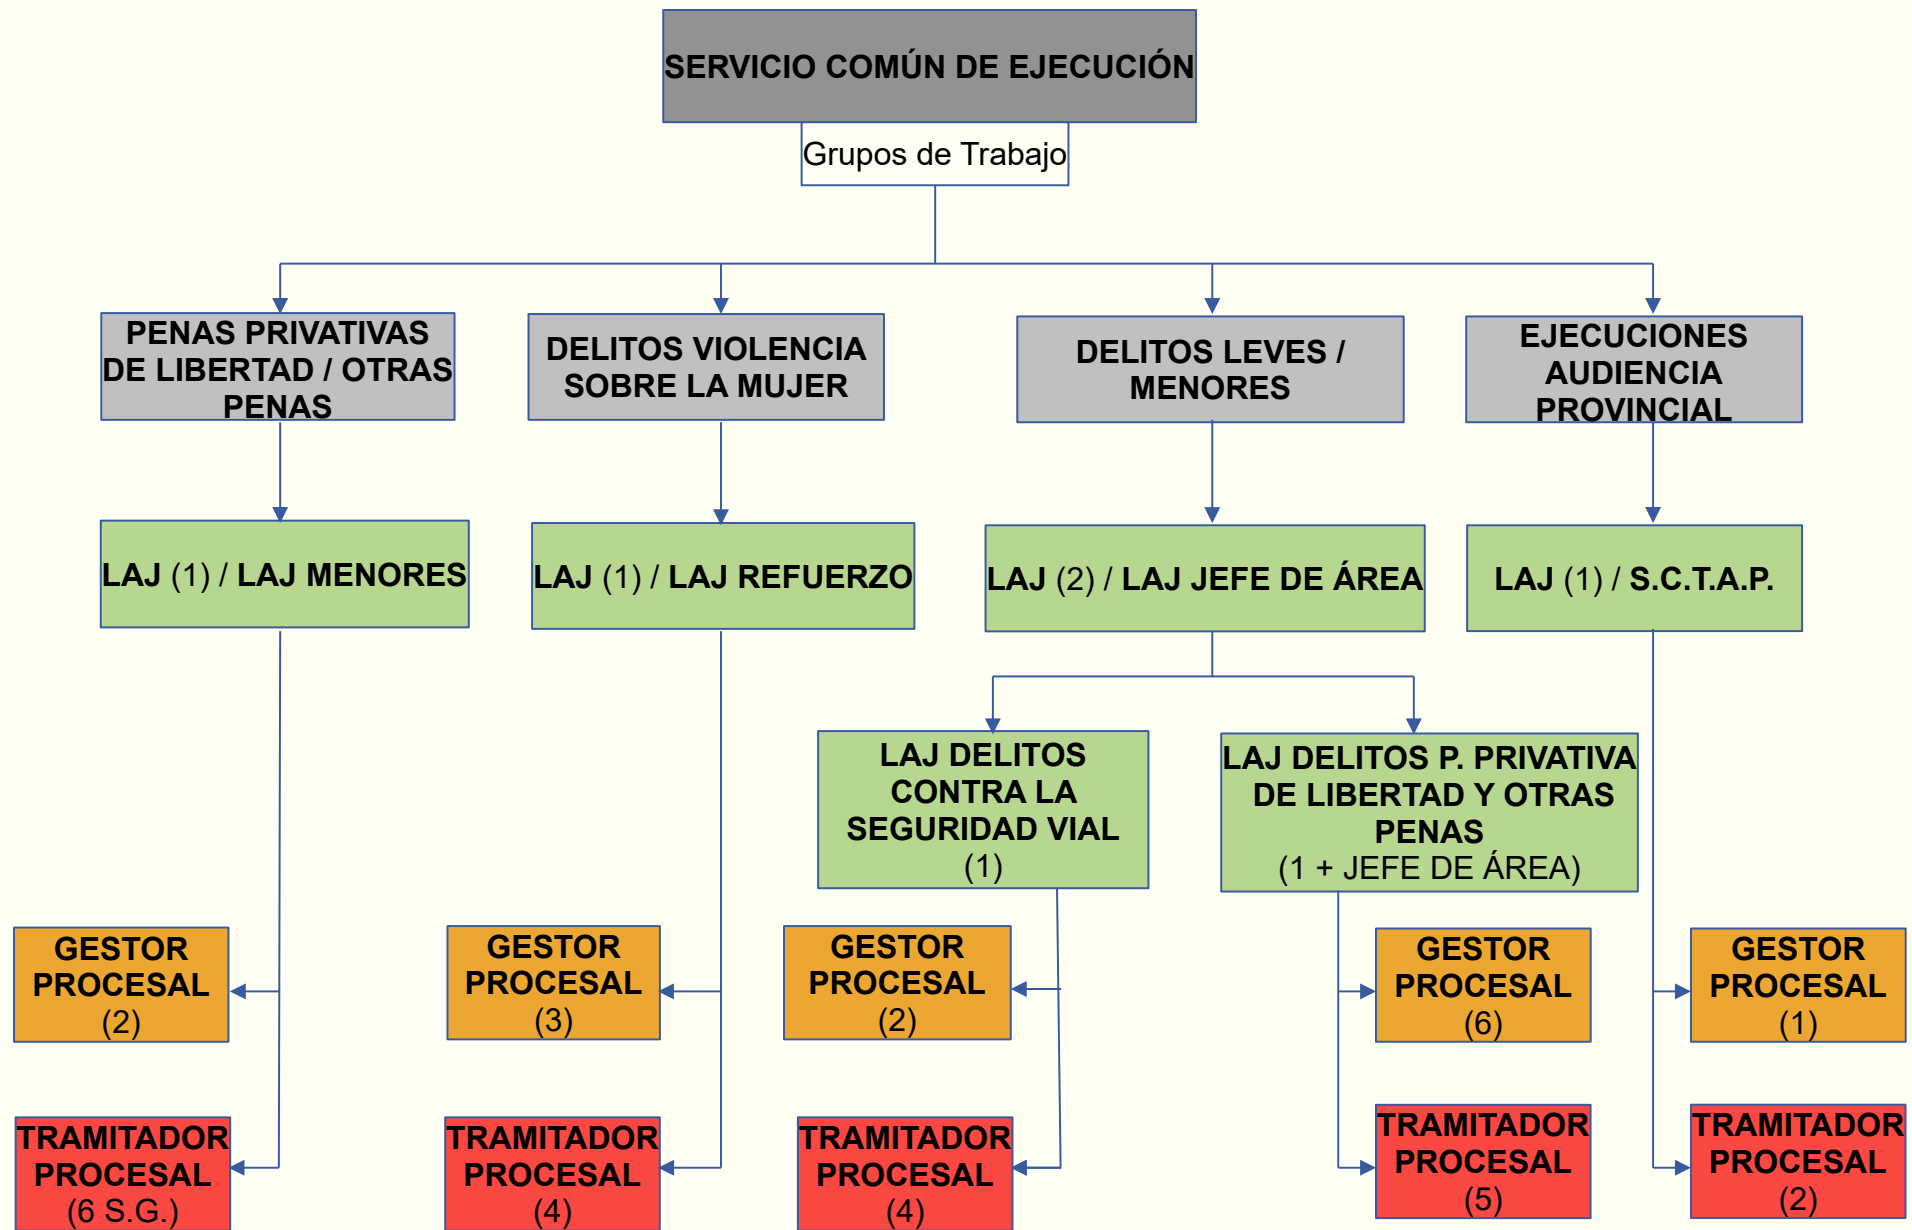 SERVICIO COMÚN DE EJECUCIÓN
Grupos de Trabajo
PENAS PRIVATIVAS
DE LIBERTAD / OTRAS
PENAS
DELITOS VIOLENCIA
SOBRE LA MUJER
DELITOS LEVES /
MENORES
EJECUCIONES
AUDIENCIA
PROVINCIAL
LAJ (1) / LAJ MENORES
LAJ (1) / LAJ REFUERZO
LAJ (2) / LAJ JEFE DE ÁREA
LAJ (1) / S.C.T.A.P.
LAJ DELITOS
CONTRA LA
SEGURIDAD VIAL
(1)
LAJ DELITOS P. PRIVATIVA
DE LIBERTAD Y OTRAS
PENAS
(1 + JEFE DE ÁREA)
GESTOR
PROCESAL
(2)
GESTOR
PROCESAL
(3)
GESTOR
PROCESAL
(2)
GESTOR
PROCESAL
(6)
GESTOR
PROCESAL
(1)
TRAMITADOR
PROCESAL
(6 S.G.)
TRAMITADOR
PROCESAL
(4)
TRAMITADOR
PROCESAL
(4)
TRAMITADOR
PROCESAL
(5)
TRAMITADOR
PROCESAL
(2)